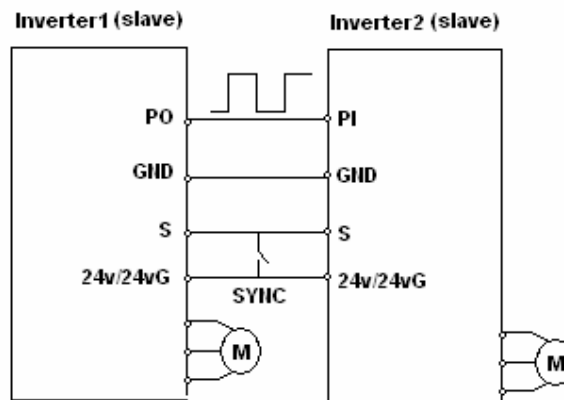 Inverter1 (slave) Inverter2 (slave)
PO PI
GND GND
S S
24v/24vG 24v/24vG
SYNC
M M